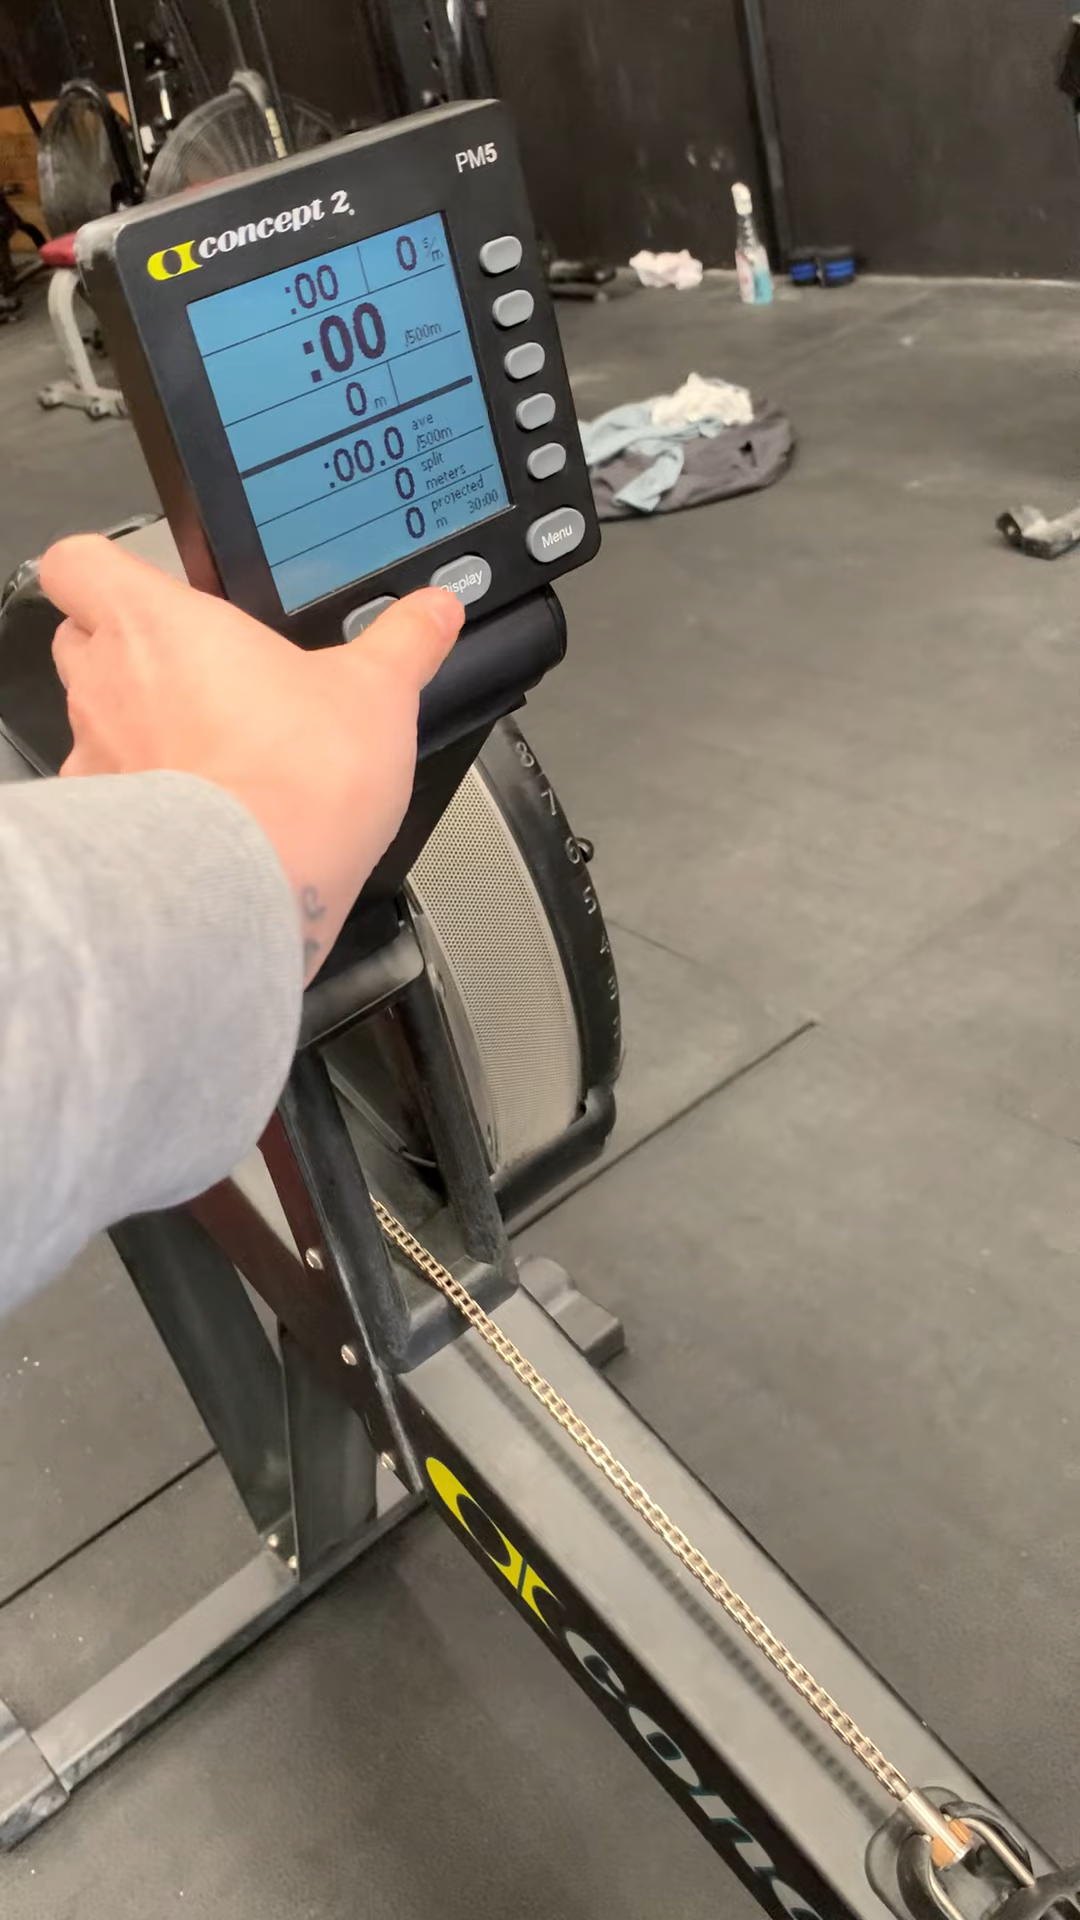 PM5
concept 2.
:00 0 s/m
:00 /500m
0 m
:00.0 ave /500m
0 split meters
0 m projected 30:00
Menu
Display
8
7
6
5
4
3
conc